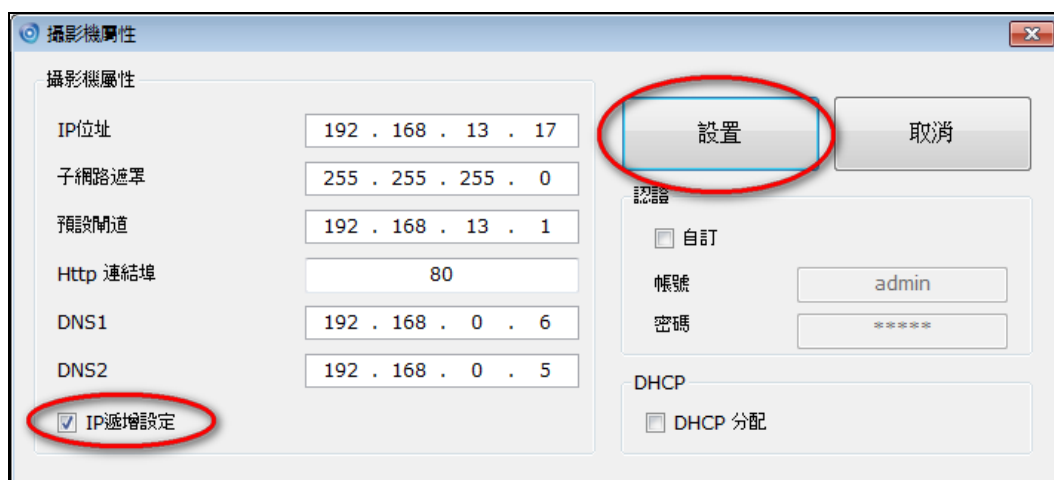 攝影機屬性
攝影機屬性
IP位址 192 . 168 . 13 . 17
子網路遮罩 255 . 255 . 255 . 0
預設閘道 192 . 168 . 13 . 1
Http 連結埠 80
DNS1 192 . 168 . 0 . 6
DNS2 192 . 168 . 0 . 5
IP遞增設定
設置 取消
認證
自訂
帳號 admin
密碼 *****
DHCP
DHCP 分配